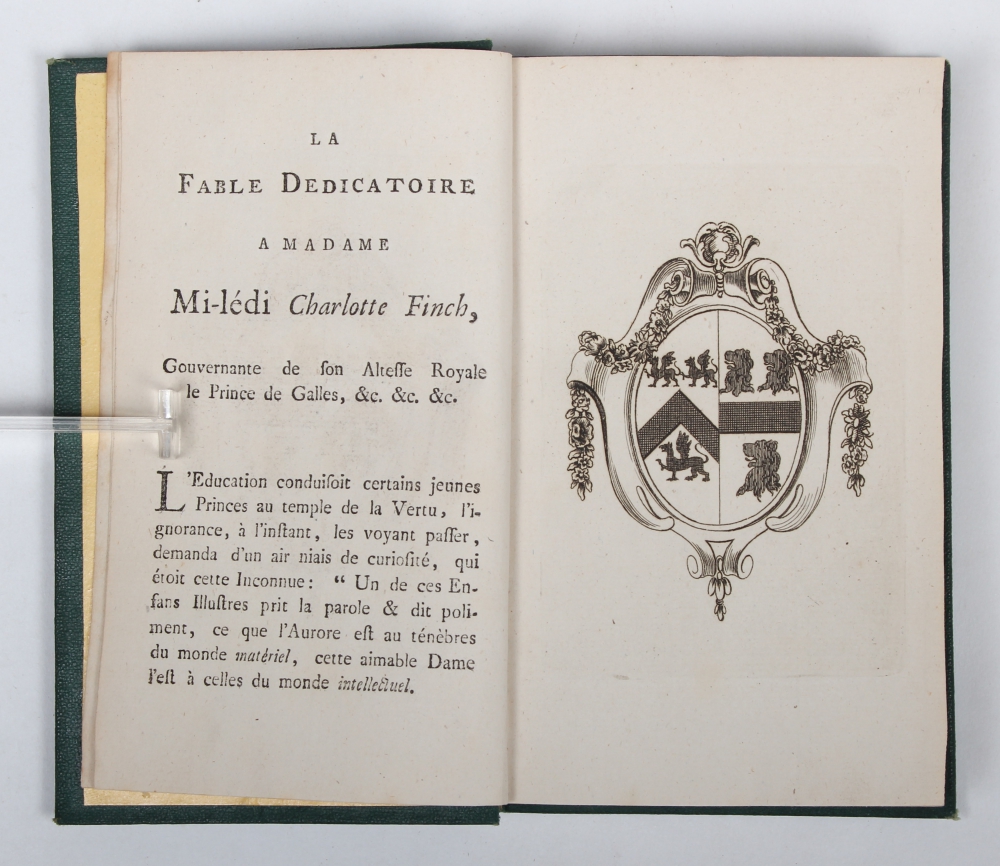 LA
FABLE DEDICATOIRE
A MADAME
Mi-lédi Charlotte Finch,
Gouvernante de ſon Alteſſe Royale
le Prince de Galles, &c. &c. &c.
L'Education conduiſoit certains jeunes
Princes au temple de la Vertu, l'i-
gnorance, à l'inſtant, les voyant paſſer,
demanda d'un air niais de curioſité, qui
étoit cette Inconnue: “ Un de ces En-
fans Illuſtres prit la parole & dit poli-
ment, ce que l'Aurore eſt au ténèbres
du monde matériel, cette aimable Dame
l'eſt à celles du monde intellectuel.